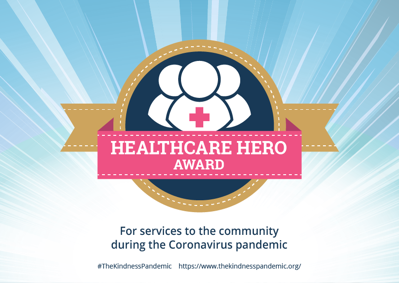 HEALTHCARE HERO
AWARD
For services to the community
during the Coronavirus pandemic
#TheKindnessPandemic https://www.thekindnesspandemic.org/